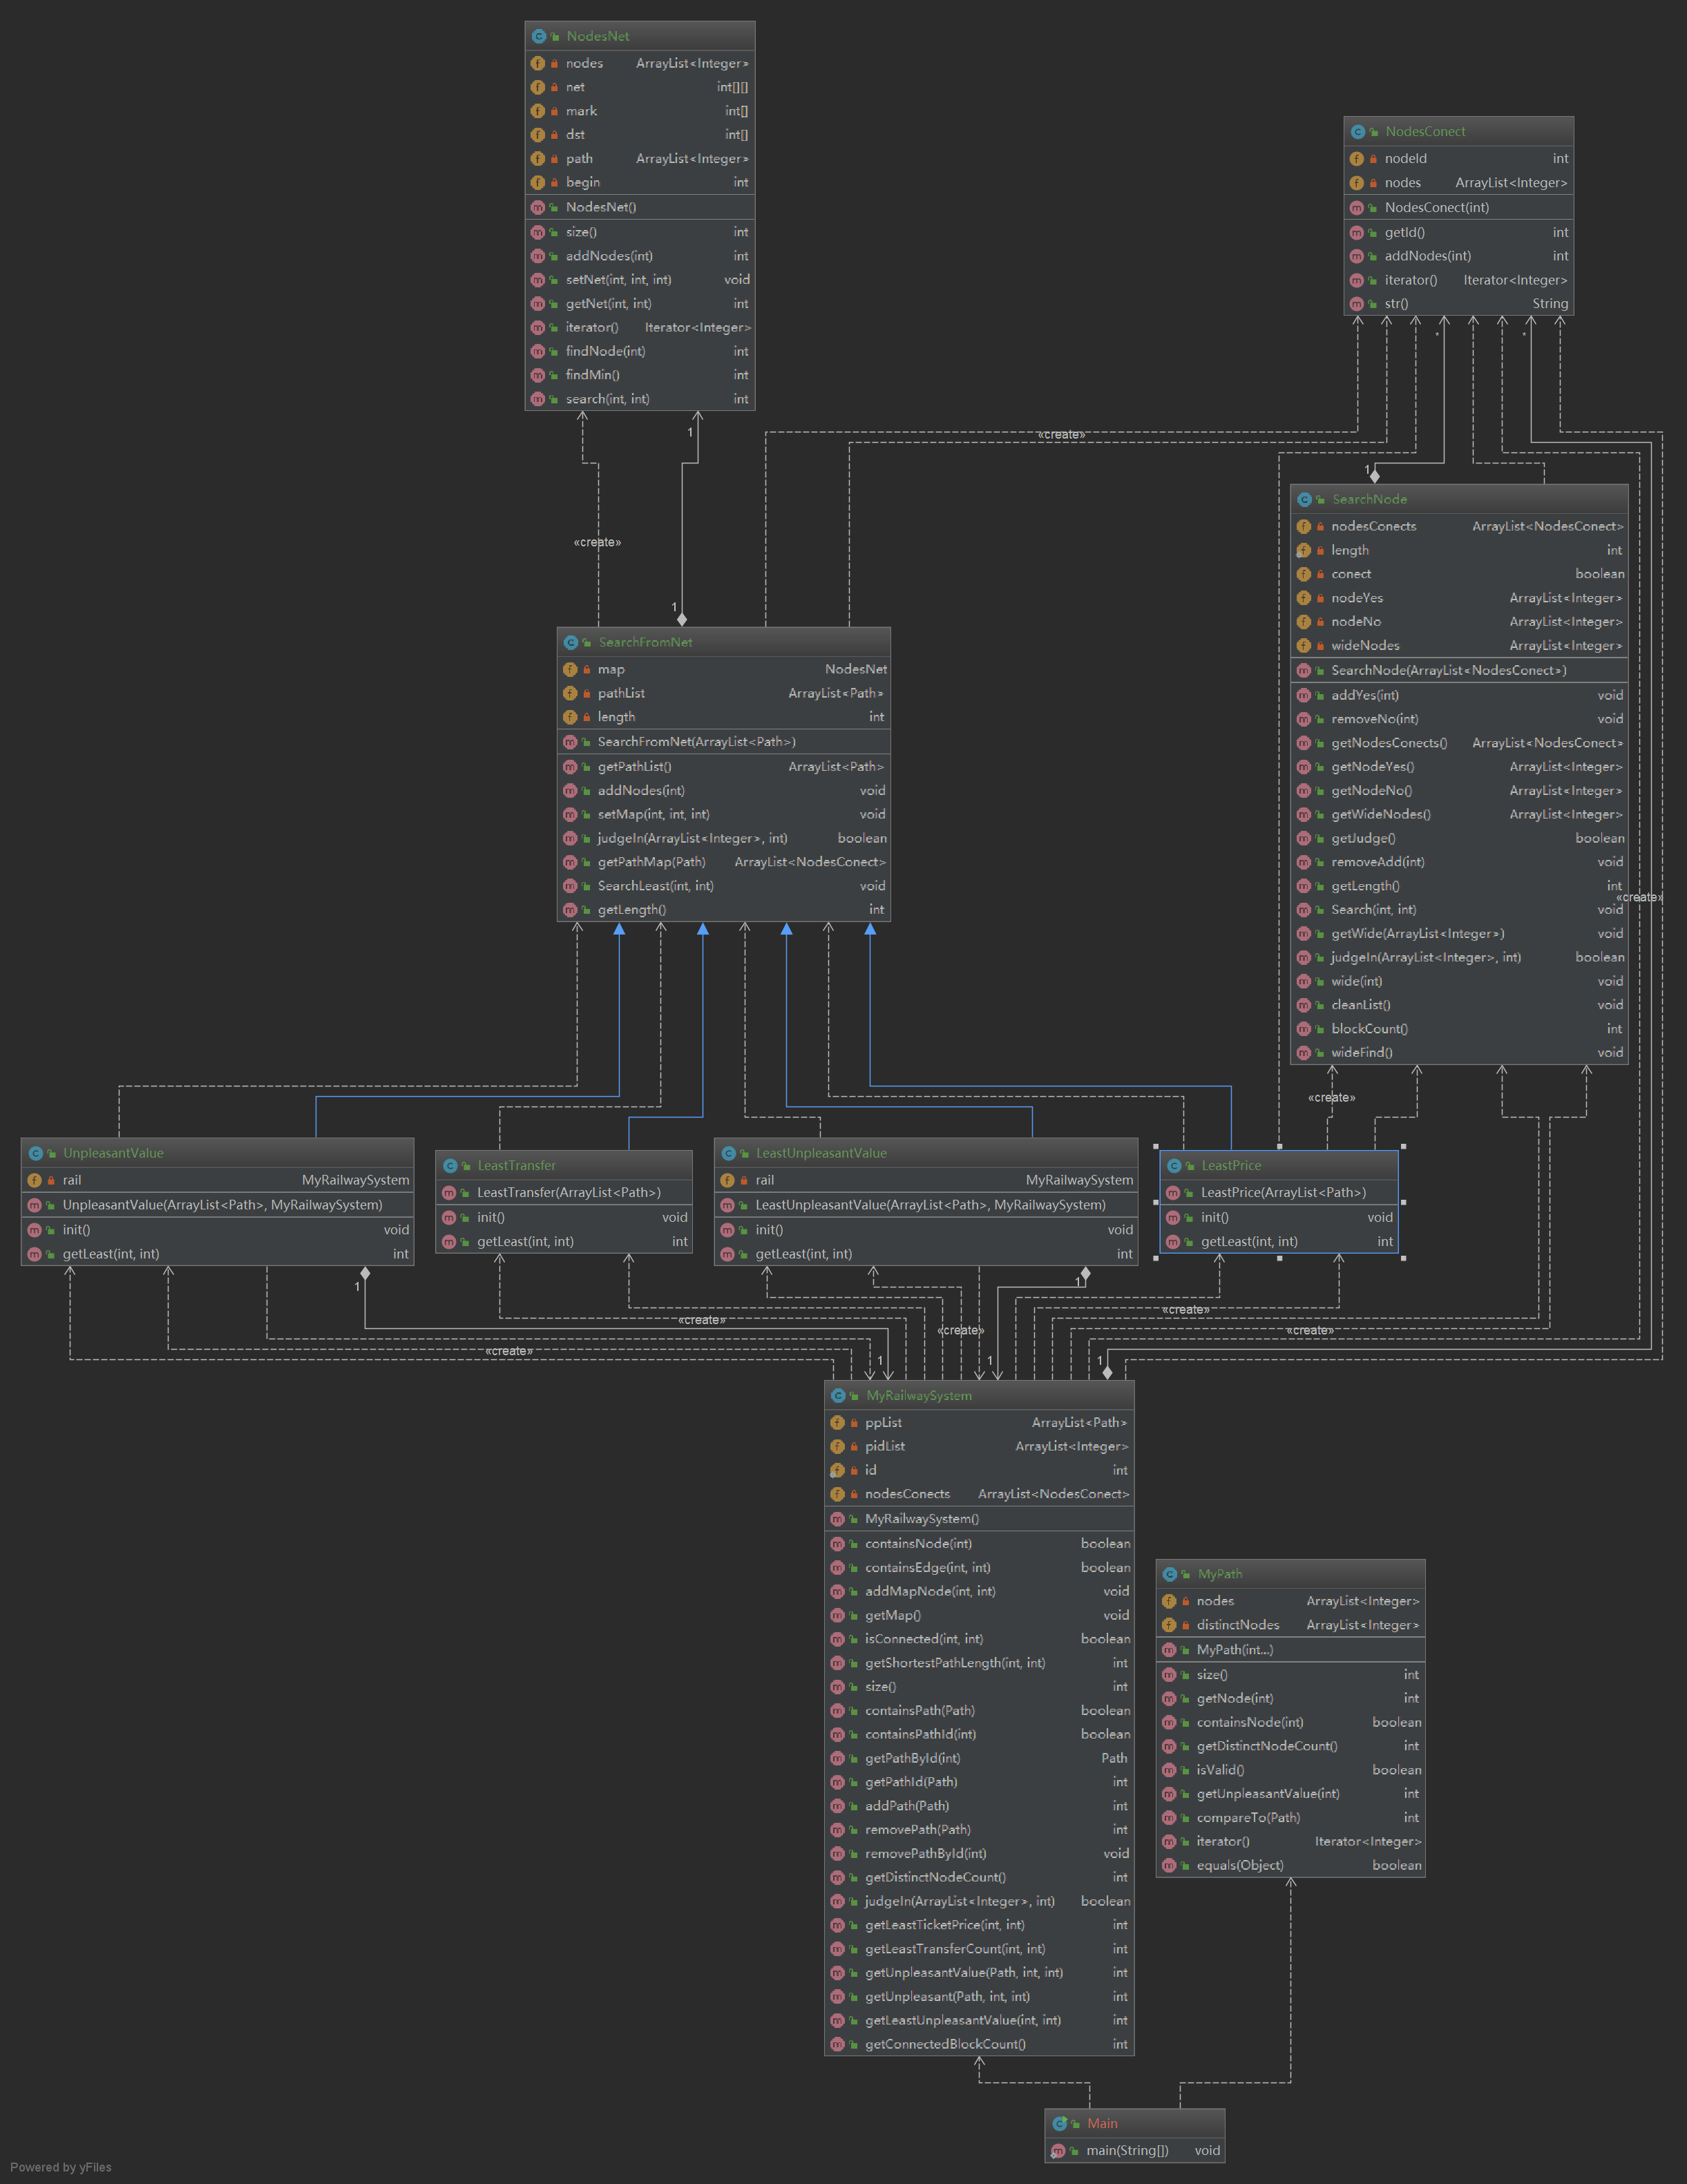 NodesNet
nodes ArrayList<Integer>
net int[][]
mark int[]
dst int[]
path ArrayList<Integer>
begin int
NodesNet()
size() int
addNodes(int) int
setNet(int, int, int) void
getNet(int, int) int
iterator() Iterator<Integer>
findNode(int) int
findMin() int
search(int, int) int
NodesConect
nodeId int
nodes ArrayList<Integer>
NodesConect(int)
getId() int
addNodes(int) int
iterator() Iterator<Integer>
str() String
* *
1
«create»
1
«create»
1
SearchNode
nodesConects ArrayList<NodesConect>
length int
conect boolean
nodeYes ArrayList<Integer>
nodeNo ArrayList<Integer>
wideNodes ArrayList<Integer>
SearchNode(ArrayList<NodesConect>)
addYes(int) void
removeNo(int) void
getNodesConects() ArrayList<NodesConect>
getNodeYes() ArrayList<Integer>
getNodeNo() ArrayList<Integer>
getWideNodes() ArrayList<Integer>
getJudge() boolean
removeAdd(int) void
getLength() int
Search(int, int) void
getWide(ArrayList<Integer>) void
judgeIn(ArrayList<Integer>, int) boolean
wide(int) void
cleanList() void
blockCount() int
wideFind() void
«create»
1
SearchFromNet
map NodesNet
pathList ArrayList<Path>
length int
SearchFromNet(ArrayList<Path>)
getPathList() ArrayList<Path>
addNodes(int) void
setMap(int, int, int) void
judgeIn(ArrayList<Integer>, int) boolean
getPathMap(Path) ArrayList<NodesConect>
SearchLeast(int, int) void
getLength() int
«create»
UnpleasantValue
rail MyRailwaySystem
UnpleasantValue(ArrayList<Path>, MyRailwaySystem)
init() void
getLeast(int, int) int
LeastTransfer
LeastTransfer(ArrayList<Path>)
init() void
getLeast(int, int) int
LeastUnpleasantValue
rail MyRailwaySystem
LeastUnpleasantValue(ArrayList<Path>, MyRailwaySystem)
init() void
getLeast(int, int) int
LeastPrice
LeastPrice(ArrayList<Path>)
init() void
getLeast(int, int) int
1 1
«create»
«create» «create» «create»
«create»
1 1 1
MyRailwaySystem
ppList ArrayList<Path>
pidList ArrayList<Integer>
id int
nodesConects ArrayList<NodesConect>
MyRailwaySystem()
containsNode(int) boolean
containsEdge(int, int) boolean
addMapNode(int, int) void
getMap() void
isConnected(int, int) boolean
getShortestPathLength(int, int) int
size() int
containsPath(Path) boolean
containsPathId(int) boolean
getPathById(int) Path
getPathId(Path) int
addPath(Path) int
removePath(Path) int
removePathById(int) void
getDistinctNodeCount() int
judgeIn(ArrayList<Integer>, int) boolean
getLeastTicketPrice(int, int) int
getLeastTransferCount(int, int) int
getUnpleasantValue(Path, int, int) int
getUnpleasant(Path, int, int) int
getLeastUnpleasantValue(int, int) int
getConnectedBlockCount() int
MyPath
nodes ArrayList<Integer>
distinctNodes ArrayList<Integer>
MyPath(int...)
size() int
getNode(int) int
containsNode(int) boolean
getDistinctNodeCount() int
isValid() boolean
getUnpleasantValue(int) int
compareTo(Path) int
iterator() Iterator<Integer>
equals(Object) boolean
Main
main(String[]) void
Powered by yFiles